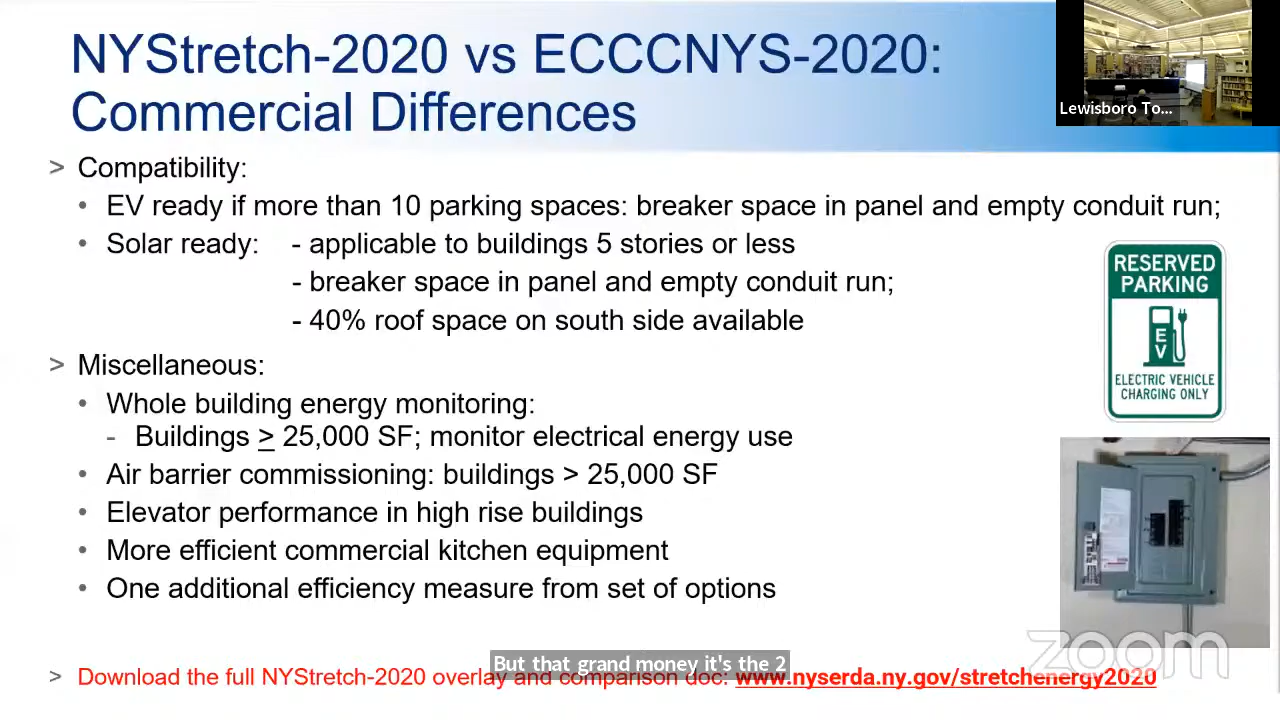 NYStretch-2020 vs ECCCNYS-2020:
Commercial Differences
Lewisboro To...
> Compatibility:
• EV ready if more than 10 parking spaces: breaker space in panel and empty conduit run;
• Solar ready: - applicable to buildings 5 stories or less
- breaker space in panel and empty conduit run;
- 40% roof space on south side available
RESERVED
PARKING
EV
ELECTRIC VEHICLE
CHARGING ONLY
> Miscellaneous:
• Whole building energy monitoring:
- Buildings ≥ 25,000 SF; monitor electrical energy use
• Air barrier commissioning: buildings > 25,000 SF
• Elevator performance in high rise buildings
• More efficient commercial kitchen equipment
• One additional efficiency measure from set of options
zoom
But that grand money it's the 2
> Download the full NYStretch-2020 overlay and comparison doc: www.nyserda.ny.gov/stretchenergy2020